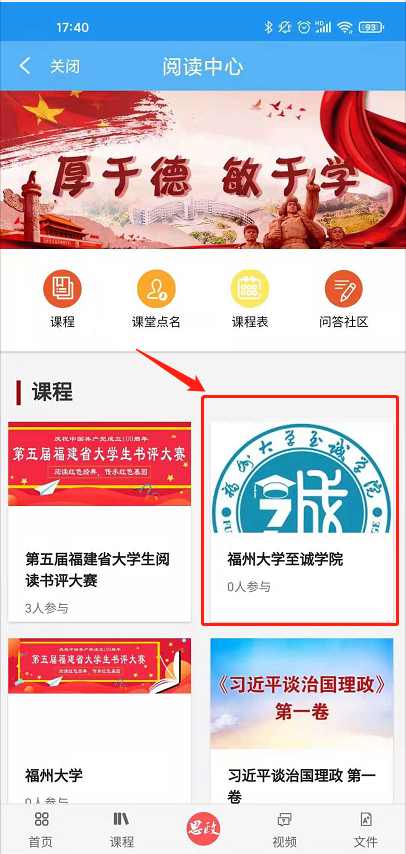 17:40
HD
93
关闭
阅读中心
厚于德 敏于学
课程
课堂点名
课程表
问答社区
课程
庆祝中国共产党成立100周年
第五届福建省大学生书评大赛
阅读红色经典，传承红色基因
福州大学至诚学院
诚
第五届福建省大学生阅
读书评大赛
3人参与
福州大学至诚学院
0人参与
庆祝中国共产党成立100周年
第五届福建省大学生书评大赛
阅读红色经典，传承红色基因
《习近平谈治国理政》
第一卷
福州大学
0人参与
习近平谈治国理政 第一
卷
首页
课程
思政
视频
文件